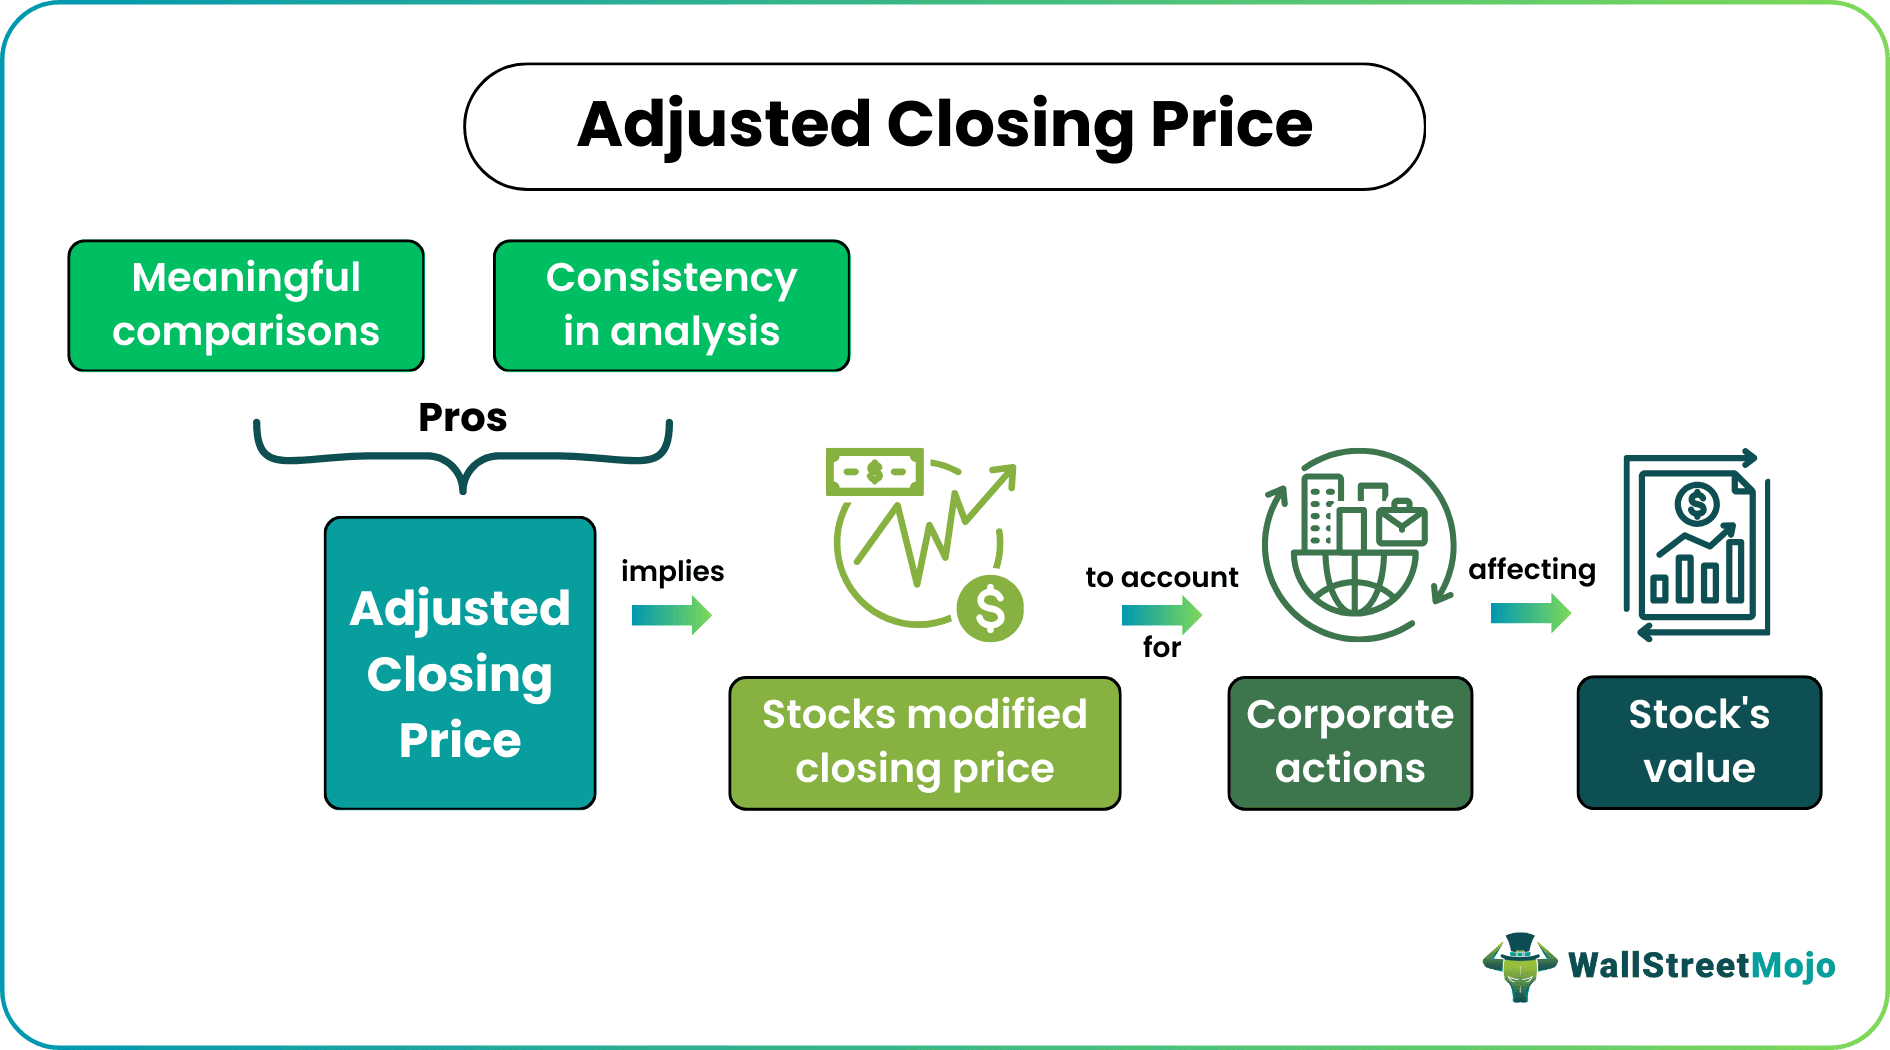 Adjusted Closing Price
Meaningful
comparisons
Consistency
in analysis
Pros
Adjusted
Closing
Price
implies
$
$
Stocks modified
closing price
to account
for
Corporate
actions
affecting
$
Stock's
value
WallStreetMojo